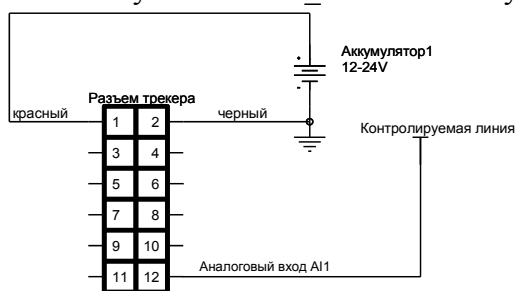 Аккумулятор1
12-24V
Разъем трекера
красный
1 2
черный
Контролируемая линия
3 4
5 6
7 8
9 10
Аналоговый вход AI1
11 12